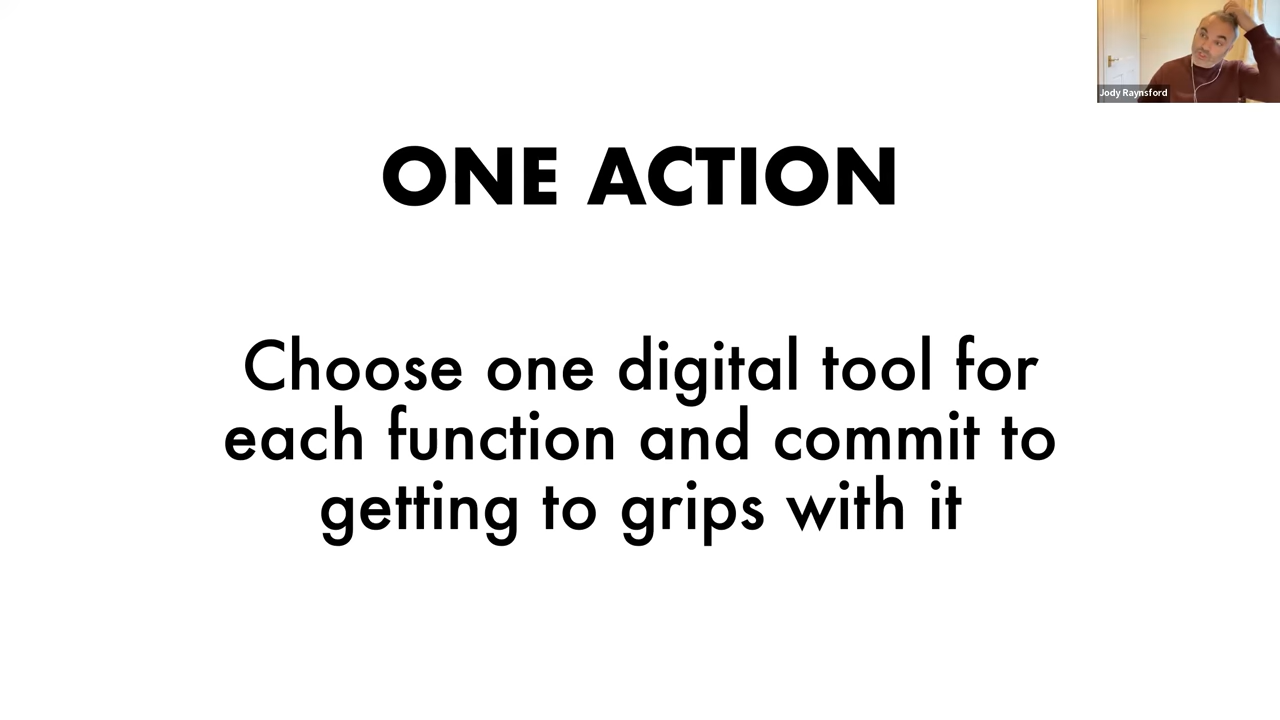 Jody Raynsford
ONE ACTION
Choose one digital tool for
each function and commit to
getting to grips with it